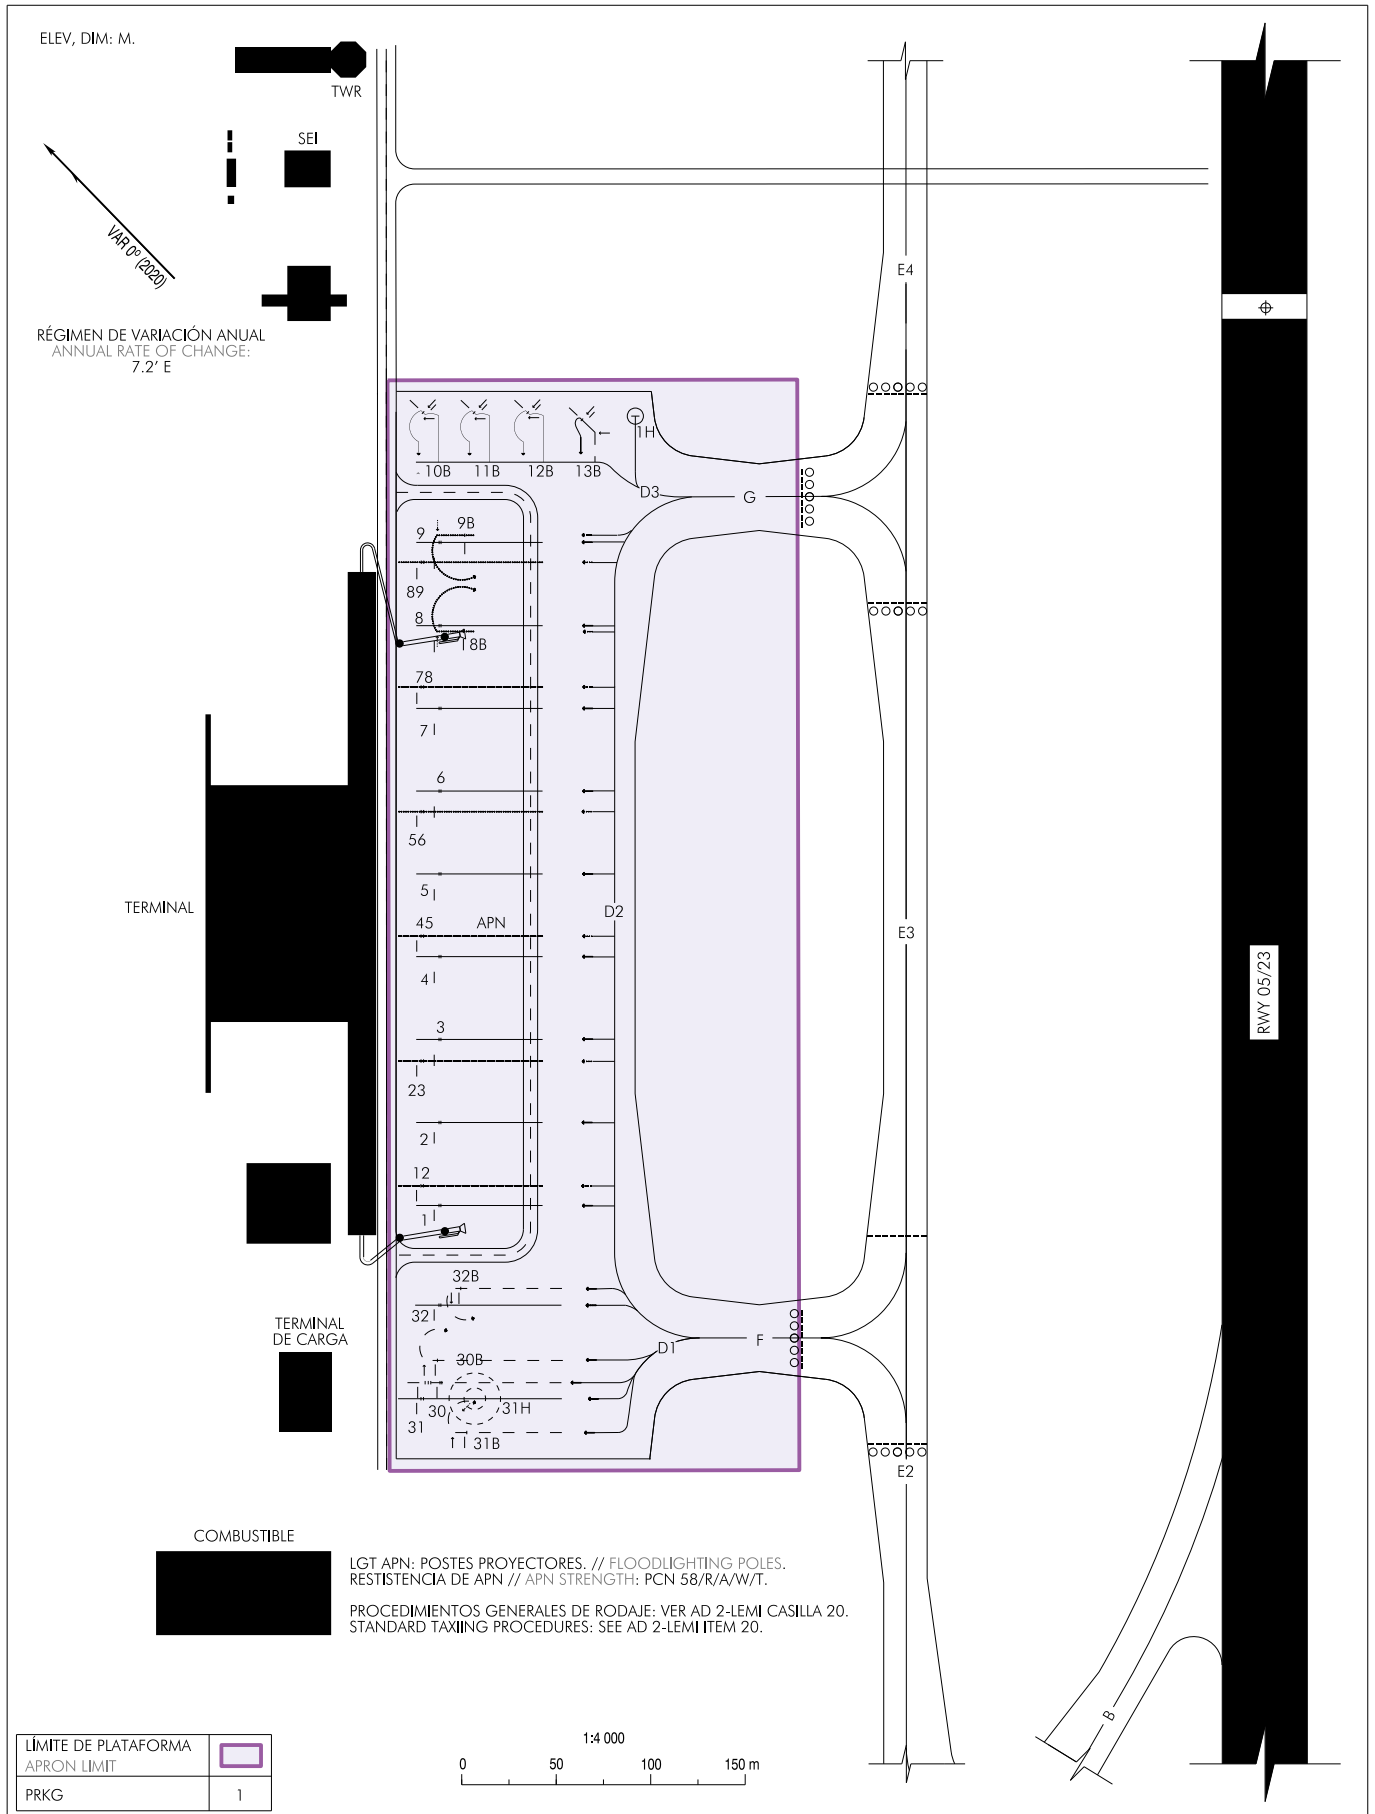 ELEV, DIM: M.
TWR
SEI
VAR 0º (2020)
RÉGIMEN DE VARIACIÓN ANUAL
ANNUAL RATE OF CHANGE:
7.2' E
E4
10B
11B
12B
13B
1H
D3
G
9
9B
89
8
8B
78
7
6
56
5
45
APN
4
3
23
2
12
1
D2
E3
RWY 05/23
TERMINAL
32B
32
TERMINAL
DE CARGA
30B
D1
F
30
31H
31
31B
E2
COMBUSTIBLE
LGT APN: POSTES PROYECTORES. // FLOODLIGHTING POLES.
RESTISTENCIA DE APN // APN STRENGTH: PCN 58/R/A/W/T.
PROCEDIMIENTOS GENERALES DE RODAJE: VER AD 2-LEMI CASILLA 20.
STANDARD TAXIING PROCEDURES: SEE AD 2-LEMI ITEM 20.
B
LÍMITE DE PLATAFORMA
APRON LIMIT
PRKG 1
1:4 000
0 50 100 150 m